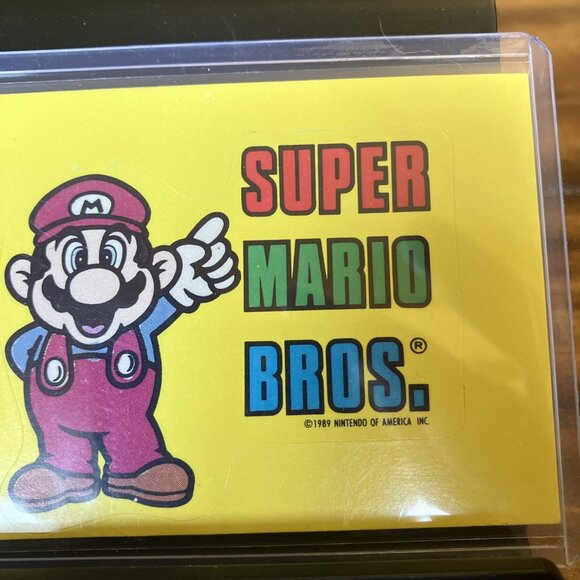 M
SUPER
MARIO
BROS.®
©1989 NINTENDO OF AMERICA INC.